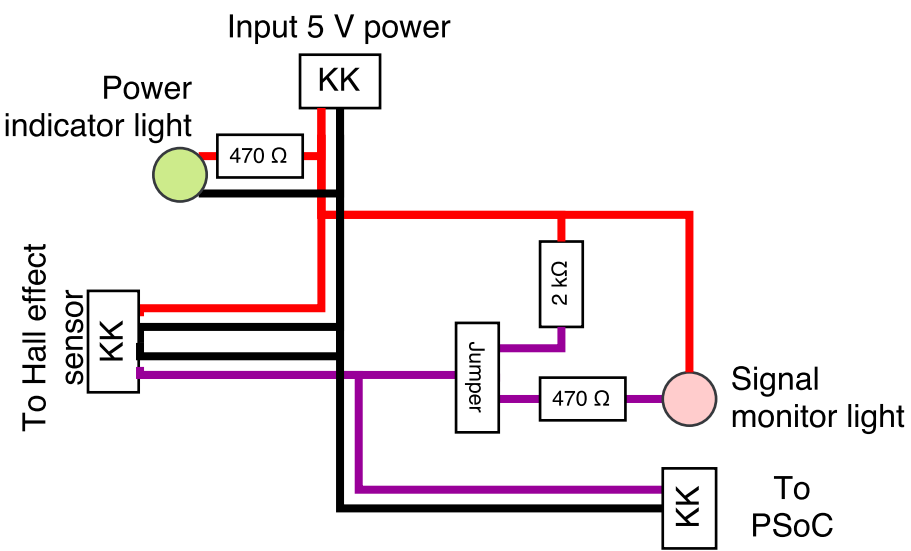 Input 5 V power
KK
Power
indicator light
470 Ω
To Hall effect
sensor
KK
2 kΩ
Jumper
470 Ω
Signal
monitor light
KK
To
PSoC